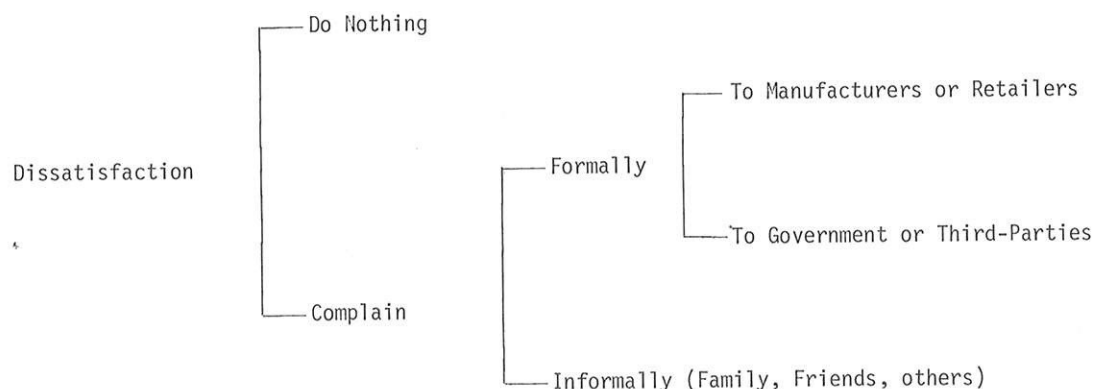 Do Nothing
To Manufacturers or Retailers
Formally
Dissatisfaction
To Government or Third-Parties
Complain
Informally (Family, Friends, others)